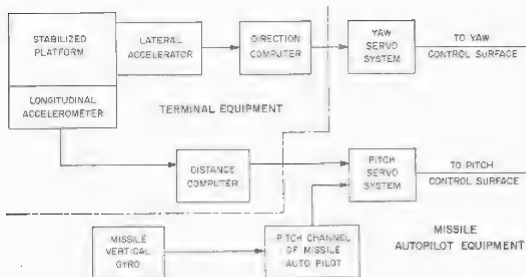 STABILIZED
PLATFORM
LATERAL
ACCELERATOR
DIRECTION
COMPUTER
YAW
SERVO
SYSTEM
TO YAW
CONTROL SURFACE
LONGITUDINAL
ACCELEROMETER
TERMINAL EQUIPMENT
DISTANCE
COMPUTER
PITCH
SERVO
SYSTEM
TO PITCH
CONTROL SURFACE
MISSILE
VERTICAL
GYRO
PITCH CHANNEL
OF MISSILE
AUTO PILOT
MISSILE
AUTOPILOT EQUIPMENT